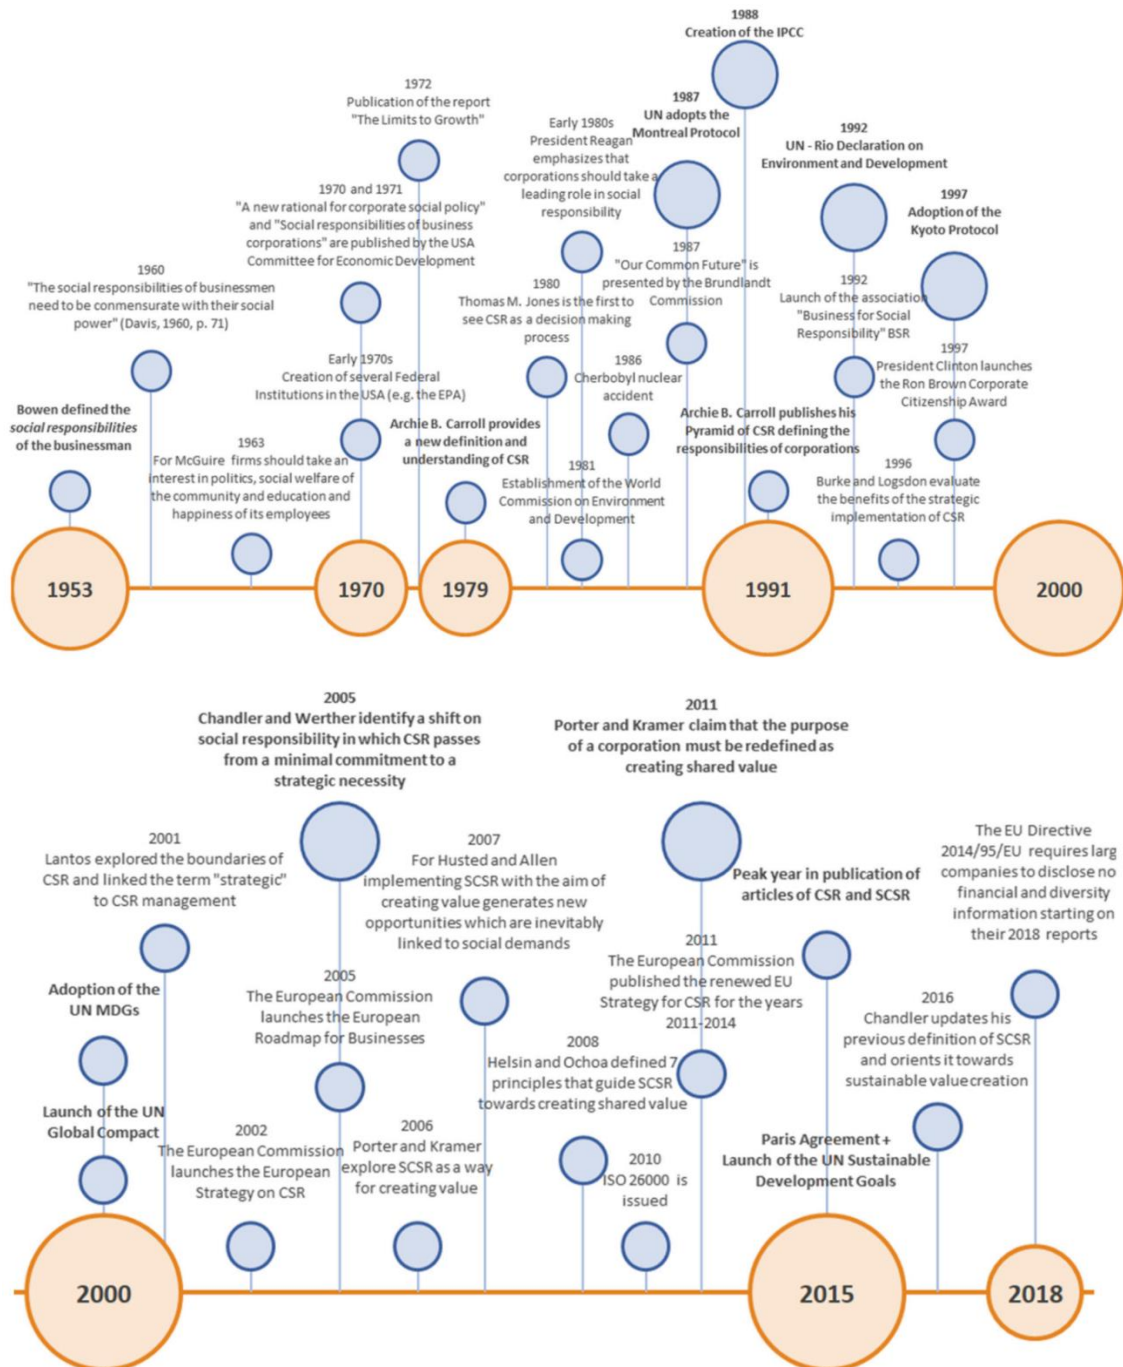 1988
Creation of the IPCC
1972
Publication of the report
"The Limits to Growth"
1987
UN adopts the
Montreal Protocol
Early 1980s
President Reagan
emphasizes that
corporations should take a
leading role in social
responsibility
1992
UN - Rio Declaration on
Environment and Development
1970 and 1971
"A new rational for corporate social policy"
and "Social responsibilities of business
corporations" are published by the USA
Committee for Economic Development
1997
Adoption of the
Kyoto Protocol
1960
"The social responsibilities of businessmen
need to be commensurate with their social
power" (Davis, 1960, p. 71)
1980
Thomas M. Jones is the first to
see CSR as a decision making
process
1987
"Our Common Future" is
presented by the Brundlandt
Commission
1992
Launch of the association
"Business for Social
Responsibility" BSR
Early 1970s
Creation of several Federal
Institutions in the USA (e.g. the EPA)
1986
Cherbobyl nuclear
accident
1997
President Clinton launches
the Ron Brown Corporate
Citizenship Award
Bowen defined the
social responsibilities
of the businessman
1963
For McGuire firms should take an
interest in politics, social welfare of
the community and education and
happiness of its employees
Archie B. Carroll provides
a new definition and
understanding of CSR
1981
Establishment of the World
Commission on Environment
and Development
Archie B. Carroll publishes his
Pyramid of CSR defining the
responsibilities of corporations
1996
Burke and Logsdon evaluate
the benefits of the strategic
implementation of CSR
1953
1970
1979
1991
2000
2005
Chandler and Werther identify a shift on
social responsibility in which CSR passes
from a minimal commitment to a
strategic necessity
2011
Porter and Kramer claim that the purpose
of a corporation must be redefined as
creating shared value
2001
Lantos explored the boundaries of
CSR and linked the term "strategic"
to CSR management
2007
For Husted and Allen
implementing SCSR with the aim of
creating value generates new
opportunities which are inevitably
linked to social demands
Peak year in publication of
articles of CSR and SCSR
The EU Directive
2014/95/EU requires larg
companies to disclose no
financial and diversity
information starting on
their 2018 reports
Adoption of the
UN MDGs
2005
The European Commission
launches the European
Roadmap for Businesses
2011
The European Commission
published the renewed EU
Strategy for CSR for the years
2011-2014
2016
Chandler updates his
previous definition of SCSR
and orients it towards
sustainable value creation
2008
Helsin and Ochoa defined 7
principles that guide SCSR
towards creating shared value
Launch of the UN
Global Compact
2002
The European Commission
launches the European
Strategy on CSR
2006
Porter and Kramer
explore SCSR as a way
for creating value
2010
ISO 26000 is
issued
Paris Agreement +
Launch of the UN Sustainable
Development Goals
2000
2015
2018